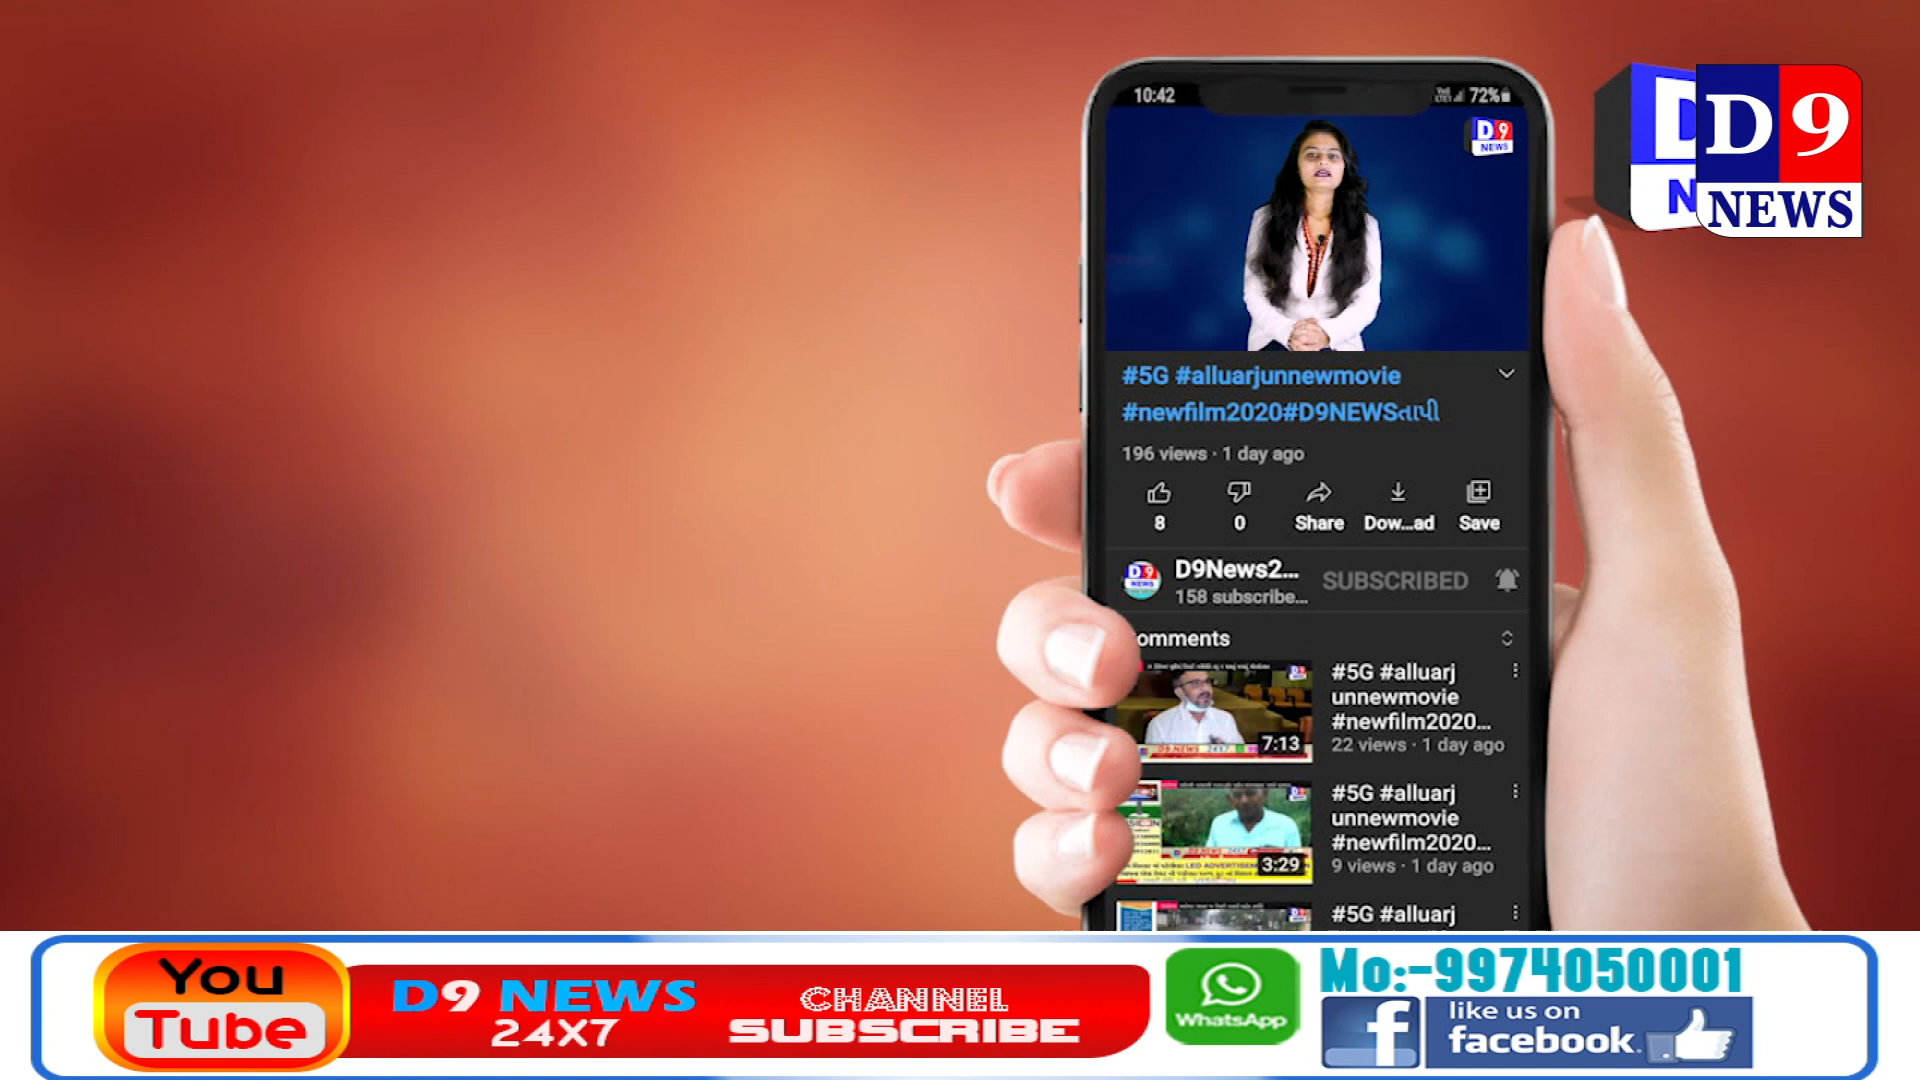 10:42
72%
D9
NEWS
D
N
D9
NEWS
#5G #alluarjunnewmovie
#newfilm2020#D9NEWSતાપી
196 views · 1 day ago
8
0
Share
Dow...ad
Save
D9
NEWS
D9News2...
158 subscribe...
SUBSCRIBED
omments
7:13
#5G #alluarj
unnewmovie
#newfilm2020...
22 views · 1 day ago
3:29
#5G #alluarj
unnewmovie
#newfilm2020...
9 views · 1 day ago
#5G #alluarj
You
Tube
D9 NEWS
24X7
CHANNEL
SUBSCRIBE
WhatsApp
Mo:-9974050001
f
like us on
facebook.